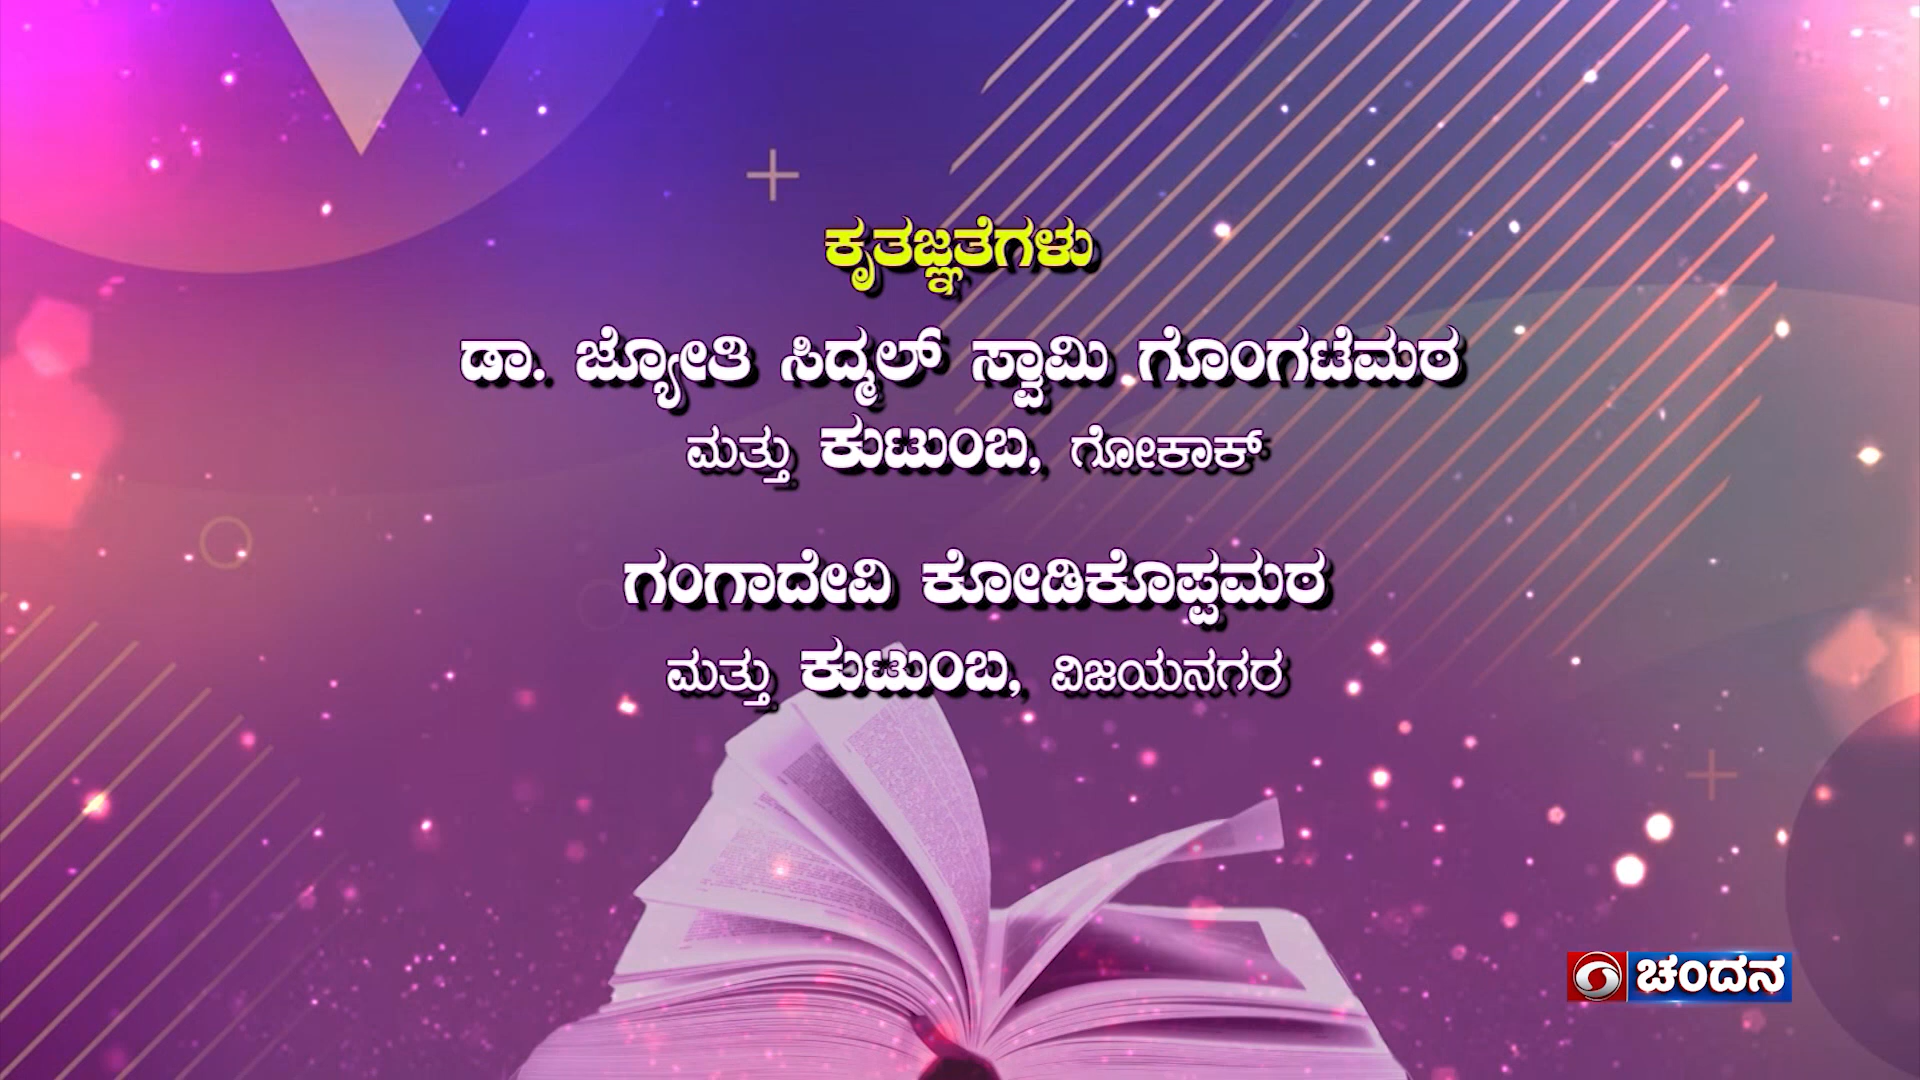 ಕೃತಜ್ಞತೆಗಳು
ಡಾ. ಜ್ಯೋತಿ ಸಿದ್ಮಲ್ ಸ್ವಾಮಿ ಗೊಂಗಟೆಮಠ
ಮತ್ತು ಕುಟುಂಬ, ಗೋಕಾಕ್
ಗಂಗಾದೇವಿ ಕೋಡಿಕೊಪ್ಪಮಠ
ಮತ್ತು ಕುಟುಂಬ, ವಿಜಯನಗರ
ಚಂದನ